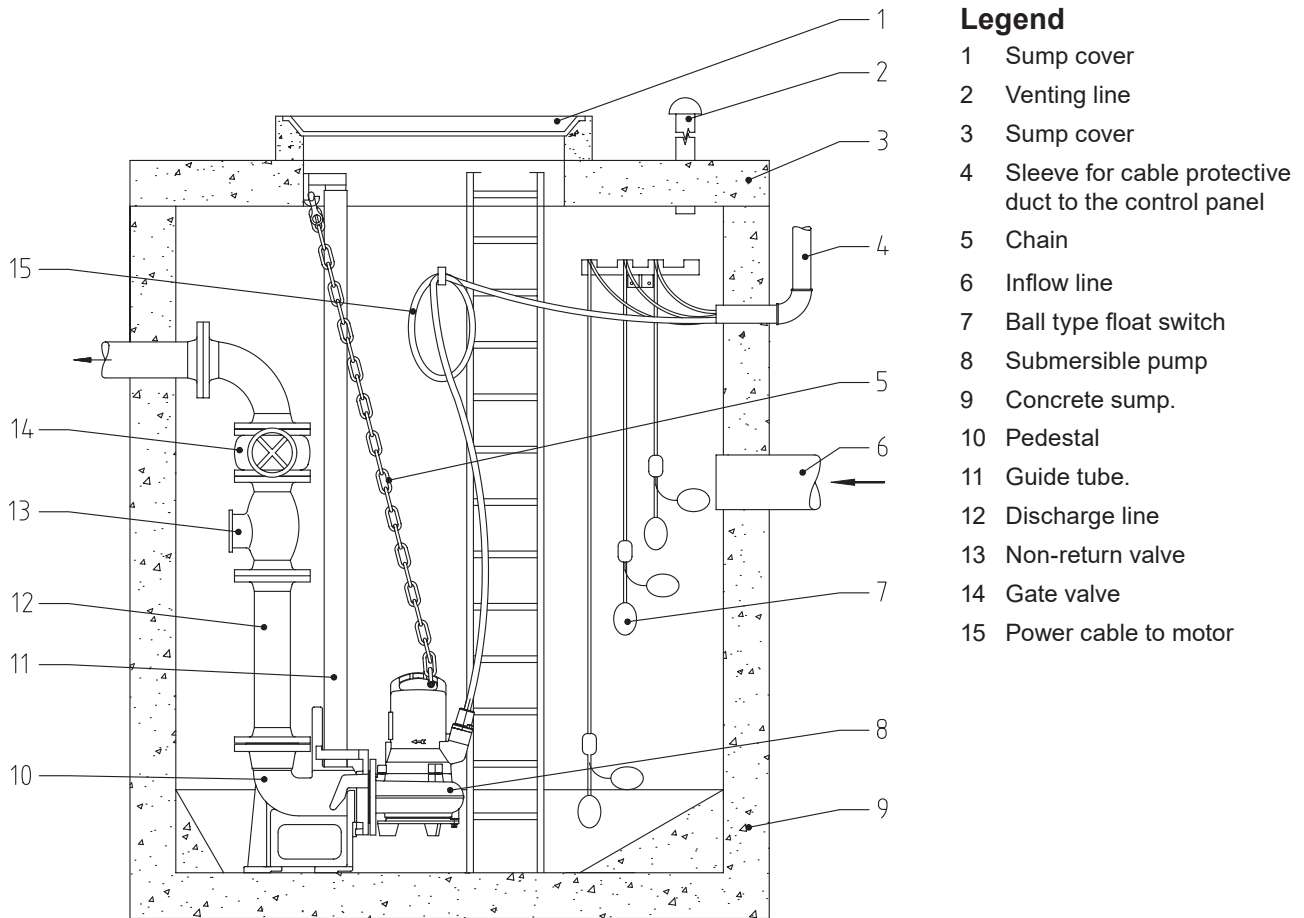 1
2
3
4
5
6
7
8
9
15
14
13
12
11
10
Legend
1 Sump cover
2 Venting line
3 Sump cover
4 Sleeve for cable protective
duct to the control panel
5 Chain
6 Inflow line
7 Ball type float switch
8 Submersible pump
9 Concrete sump.
10 Pedestal
11 Guide tube.
12 Discharge line
13 Non-return valve
14 Gate valve
15 Power cable to motor